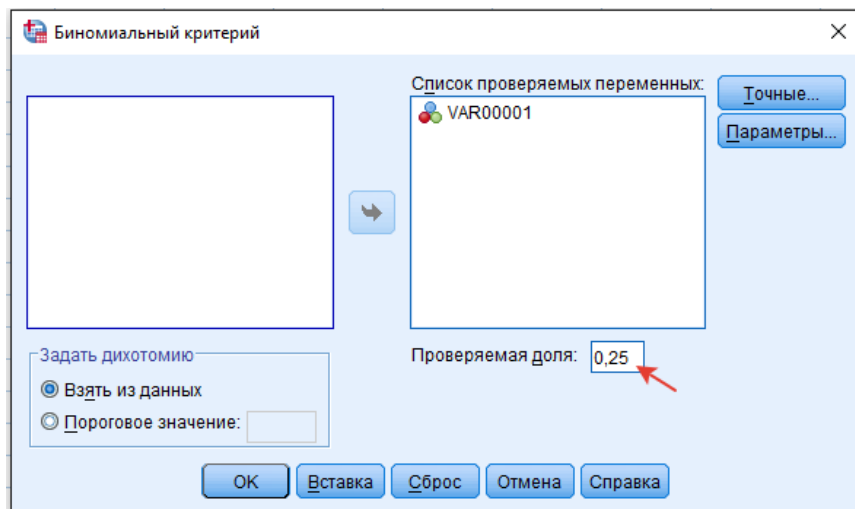 Биномиальный критерий
Список проверяемых переменных:
VAR00001
Точные...
Параметры...
Задать дихотомию
Взять из данных
Пороговое значение:
Проверяемая доля: 0,25
OK Вставка Сброс Отмена Справка